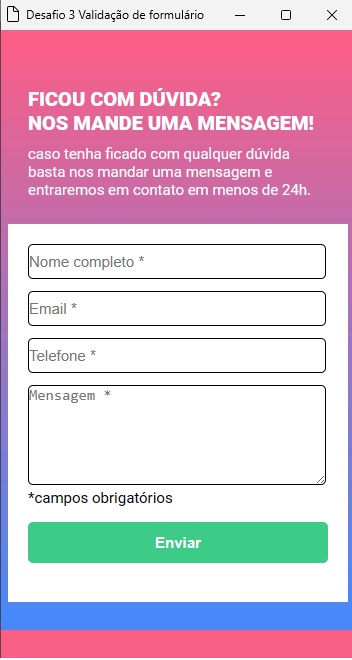 Desafio 3 Validação de formulário
FICOU COM DÚVIDA?
NOS MANDE UMA MENSAGEM!
caso tenha ficado com qualquer dúvida
basta nos mandar uma mensagem e
entraremos em contato em menos de 24h.
Nome completo *
Email *
Telefone *
Mensagem *
*campos obrigatórios
Enviar